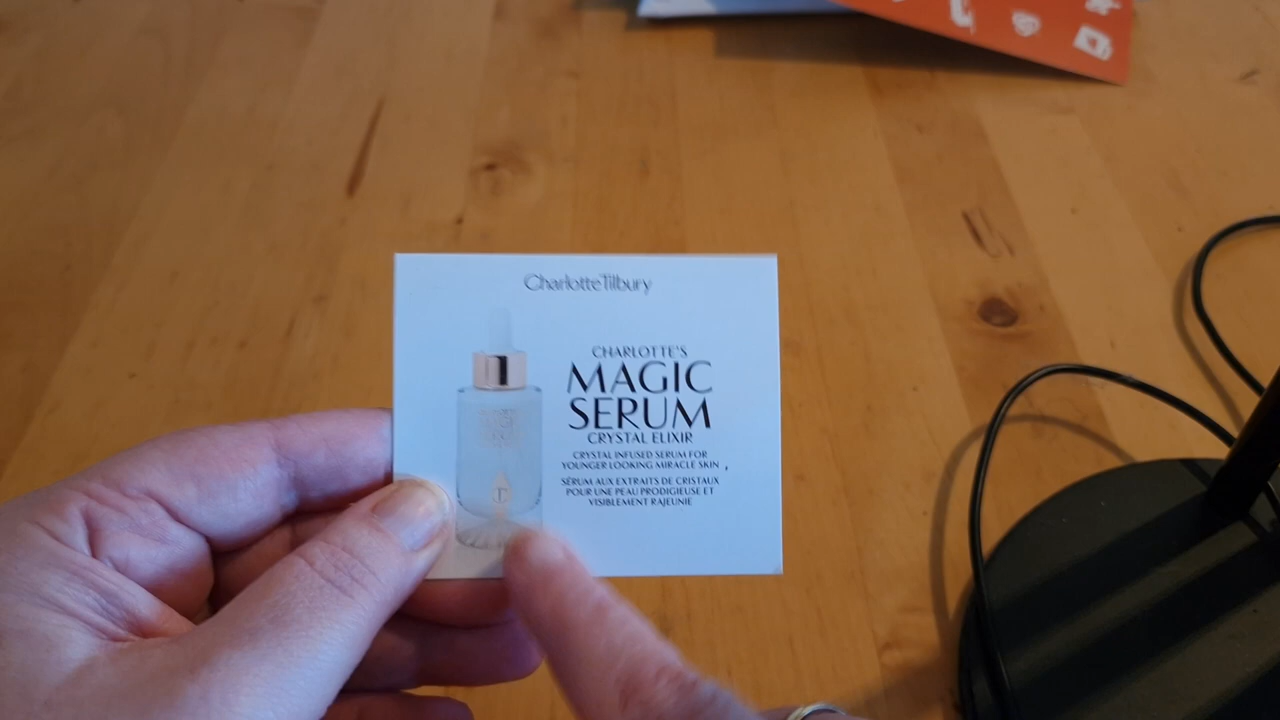 CharlotteTilbury
CHARLOTTE'S
MAGIC
SERUM
CRYSTAL ELIXIR
CRYSTAL INFUSED SERUM FOR
YOUNGER LOOKING MIRACLE SKIN,
SÉRUM AUX EXTRAITS DE CRISTAUX
POUR UNE PEAU PRODIGIEUSE ET
VISIBLEMENT RAJEUNIE